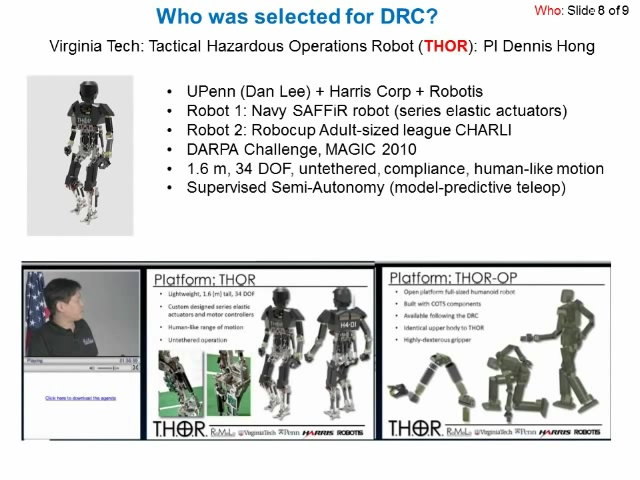 Who: Slide 8 of 9
Who was selected for DRC?
Virginia Tech: Tactical Hazardous Operations Robot (THOR): PI Dennis Hong
• UPenn (Dan Lee) + Harris Corp + Robotis
• Robot 1: Navy SAFFiR robot (series elastic actuators)
• Robot 2: Robocup Adult-sized league CHARLI
• DARPA Challenge, MAGIC 2010
• 1.6 m, 34 DOF, untethered, compliance, human-like motion
• Supervised Semi-Autonomy (model-predictive teleop)
Playing
Click here to download the agenda
Platform: THOR
• Lightweight, 1.6 [m] tall, 34 DOF
• Custom designed series elastic
actuators and motor controllers
• Human-like range of motion
• Untethered operation
T.H.O.R. RoMeLa VirginiaTech Penn HARRIS ROBOTIS
Platform: THOR-OP
• Open platform full-sized humanoid robot
• Built with COTS components
• Available following the DRC
• Identical upper body to THOR
• Highly-dexterous gripper
T.H.O.R. RoMeLa VirginiaTech Penn HARRIS ROBOTIS